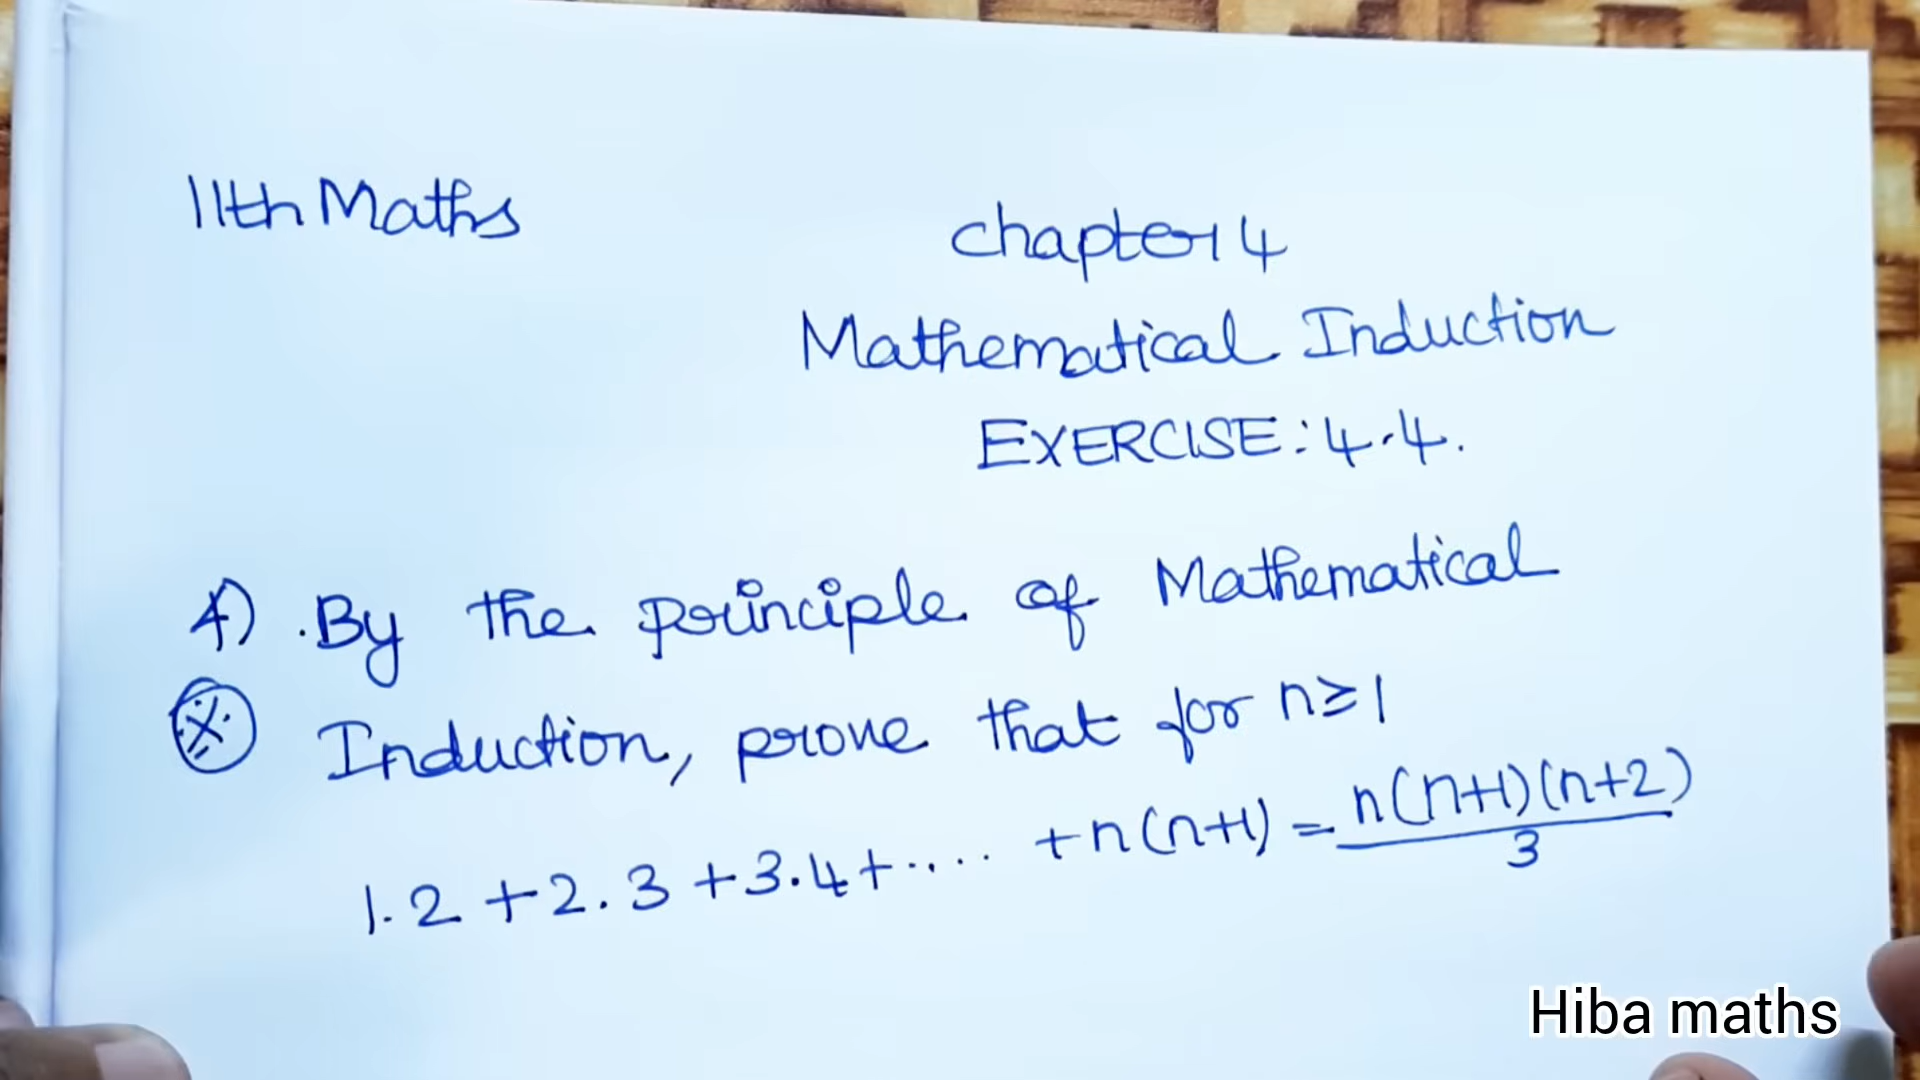 11th Maths
Chapter 4
Mathematical Induction
EXERCISE: 4.4.
4) . By the principle of Mathematical
Induction, prove that for n≥1
1.2 + 2.3 + 3.4 + .... + n(n+1) = n(n+1)(n+2)/3
Hiba maths